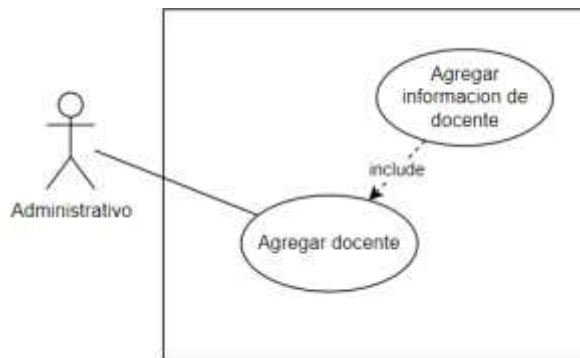 Agregar
informacion de
docente
include
Administrativo
Agregar docente